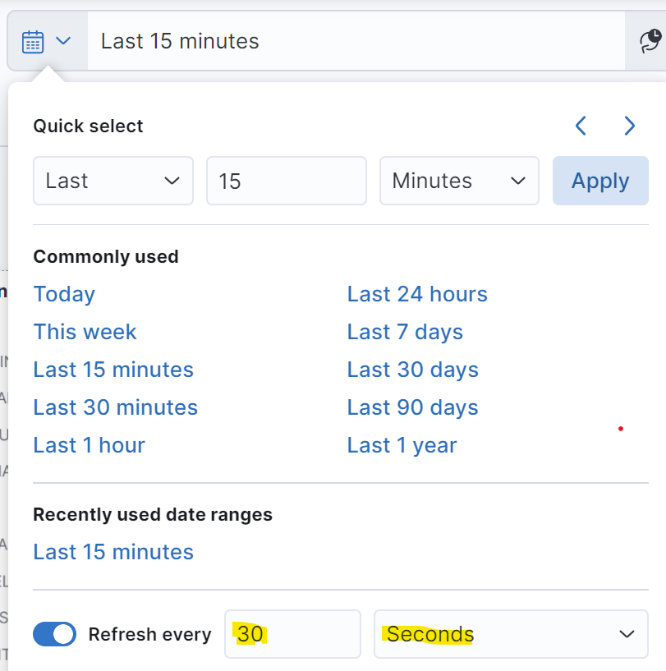 Last 15 minutes
Quick select
Last 15 Minutes Apply
Commonly used
Today Last 24 hours
This week Last 7 days
Last 15 minutes Last 30 days
Last 30 minutes Last 90 days
Last 1 hour Last 1 year
Recently used date ranges
Last 15 minutes
Refresh every 30 Seconds